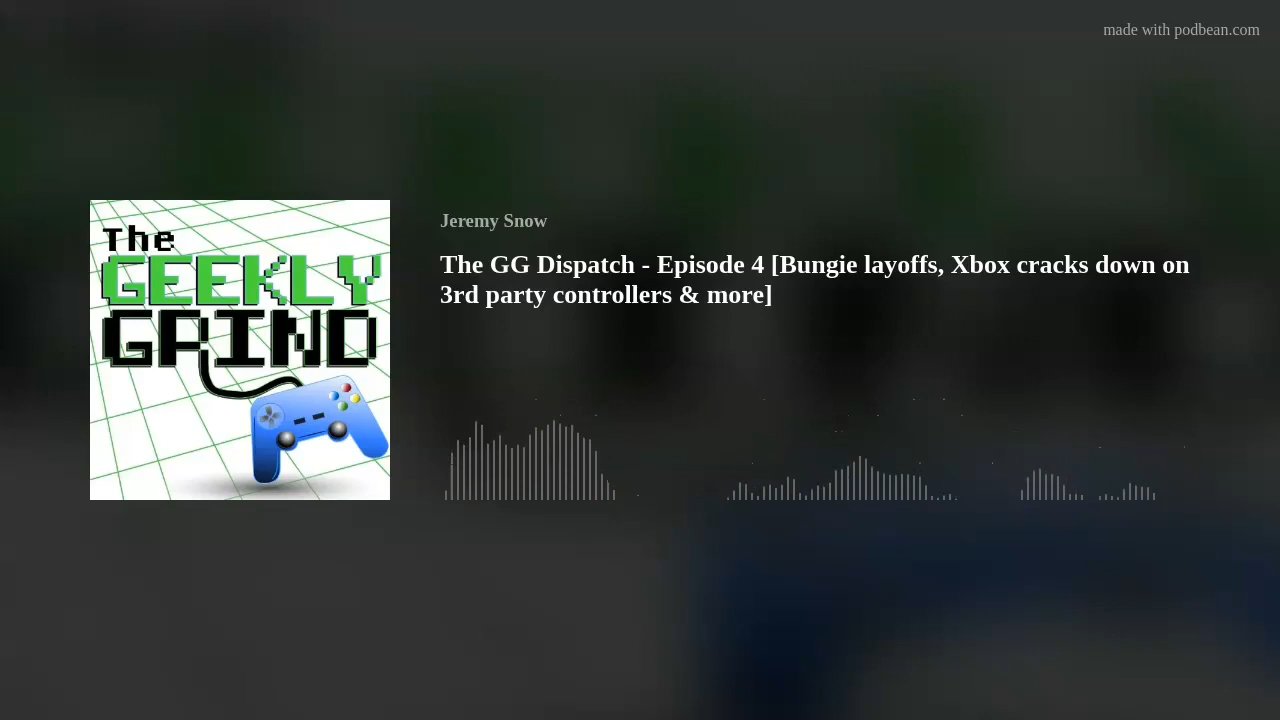 made with podbean.com
The
GEEKLY
GRIND
Jeremy Snow
The GG Dispatch - Episode 4 [Bungie layoffs, Xbox cracks down on
3rd party controllers & more]